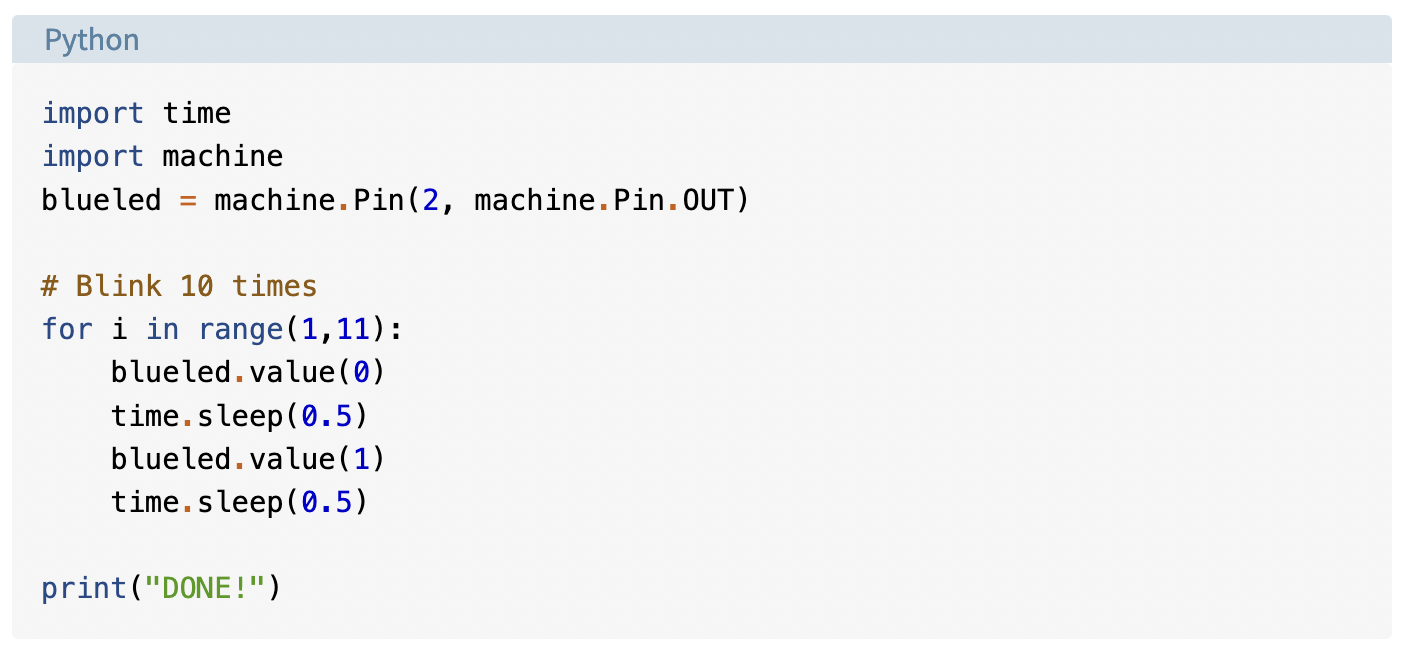 Python
import time
import machine
blueled = machine.Pin(2, machine.Pin.OUT)
# Blink 10 times
for i in range(1,11):
    blueled.value(0)
    time.sleep(0.5)
    blueled.value(1)
    time.sleep(0.5)
print("DONE!")